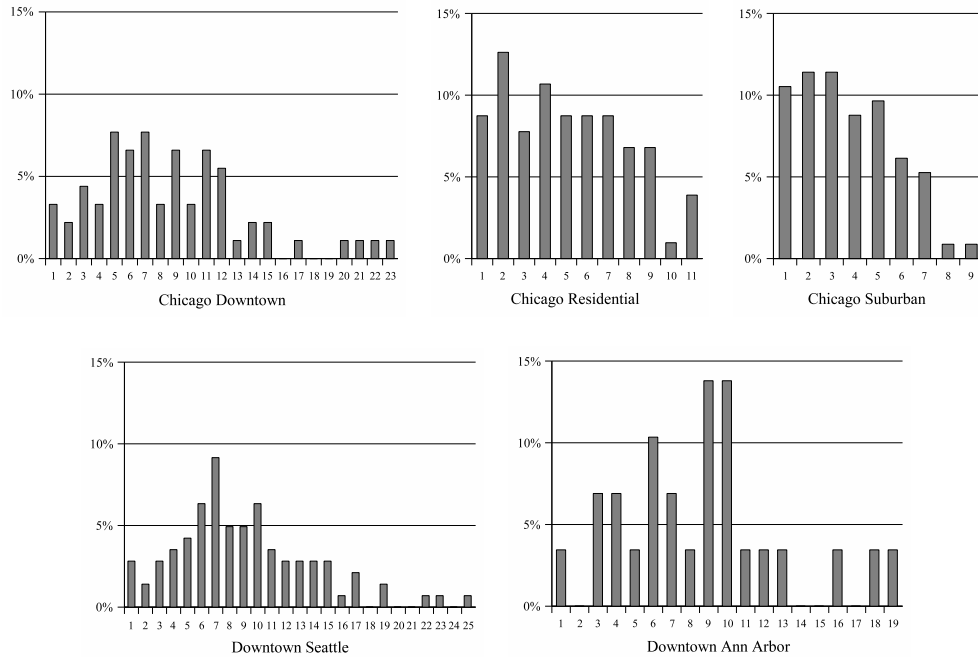 15%
10%
5%
0%
1 2 3 4 5 6 7 8 9 10 11 12 13 14 15 16 17 18 19 20 21 22 23
Chicago Downtown
15%
10%
5%
0%
1 2 3 4 5 6 7 8 9 10 11
Chicago Residential
15%
10%
5%
0%
1 2 3 4 5 6 7 8 9
Chicago Suburban
15%
10%
5%
0%
1 2 3 4 5 6 7 8 9 10 11 12 13 14 15 16 17 18 19 20 21 22 23 24 25
Downtown Seattle
15%
10%
5%
0%
1 2 3 4 5 6 7 8 9 10 11 12 13 14 15 16 17 18 19
Downtown Ann Arbor